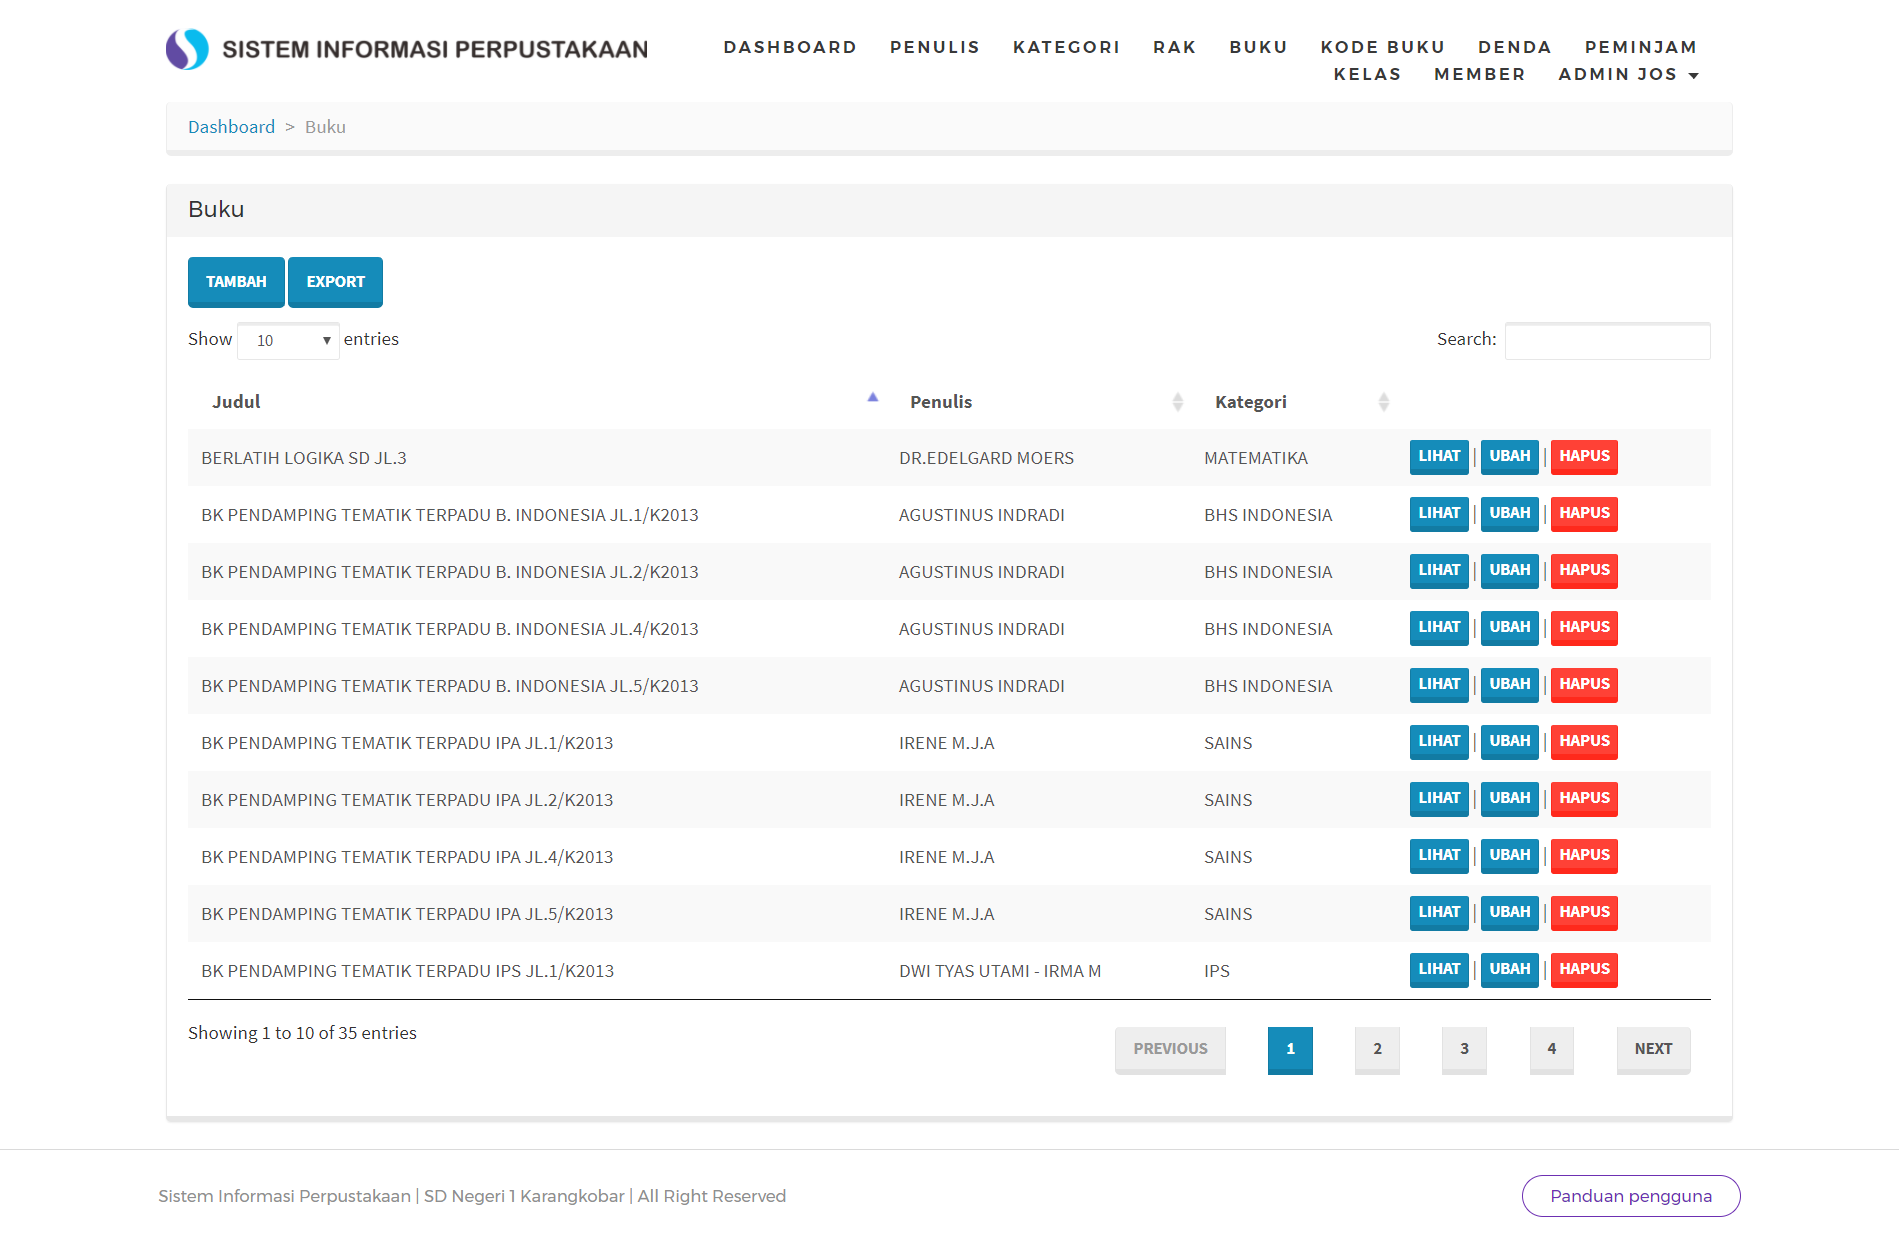 SISTEM INFORMASI PERPUSTAKAAN
DASHBOARD PENULIS KATEGORI RAK BUKU KODE BUKU DENDA PEMINJAM
KELAS MEMBER ADMIN JOS
Dashboard > Buku
Buku
TAMBAH EXPORT
Show 10 entries Search:
Judul Penulis Kategori
BERLATIH LOGIKA SD JL.3 DR.EDELGARD MOERS MATEMATIKA LIHAT | UBAH | HAPUS
BK PENDAMPING TEMATIK TERPADU B. INDONESIA JL.1/K2013 AGUSTINUS INDRADI BHS INDONESIA LIHAT | UBAH | HAPUS
BK PENDAMPING TEMATIK TERPADU B. INDONESIA JL.2/K2013 AGUSTINUS INDRADI BHS INDONESIA LIHAT | UBAH | HAPUS
BK PENDAMPING TEMATIK TERPADU B. INDONESIA JL.4/K2013 AGUSTINUS INDRADI BHS INDONESIA LIHAT | UBAH | HAPUS
BK PENDAMPING TEMATIK TERPADU B. INDONESIA JL.5/K2013 AGUSTINUS INDRADI BHS INDONESIA LIHAT | UBAH | HAPUS
BK PENDAMPING TEMATIK TERPADU IPA JL.1/K2013 IRENE M.J.A SAINS LIHAT | UBAH | HAPUS
BK PENDAMPING TEMATIK TERPADU IPA JL.2/K2013 IRENE M.J.A SAINS LIHAT | UBAH | HAPUS
BK PENDAMPING TEMATIK TERPADU IPA JL.4/K2013 IRENE M.J.A SAINS LIHAT | UBAH | HAPUS
BK PENDAMPING TEMATIK TERPADU IPA JL.5/K2013 IRENE M.J.A SAINS LIHAT | UBAH | HAPUS
BK PENDAMPING TEMATIK TERPADU IPS JL.1/K2013 DWI TYAS UTAMI - IRMA M IPS LIHAT | UBAH | HAPUS
Showing 1 to 10 of 35 entries PREVIOUS 1 2 3 4 NEXT
Sistem Informasi Perpustakaan | SD Negeri 1 Karangkobar | All Right Reserved Panduan pengguna